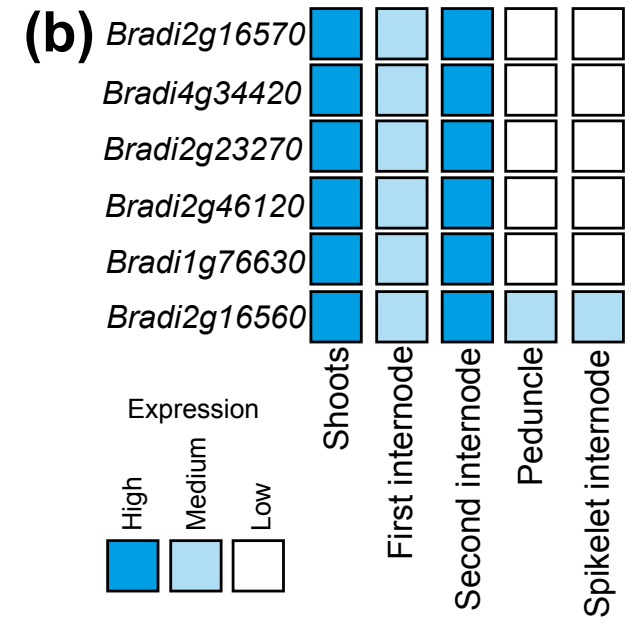 (b) Bradi2g16570
Bradi4g34420
Bradi2g23270
Bradi2g46120
Bradi1g76630
Bradi2g16560
Shoots
First internode
Second internode
Peduncle
Spikelet internode
Expression
High
Medium
Low